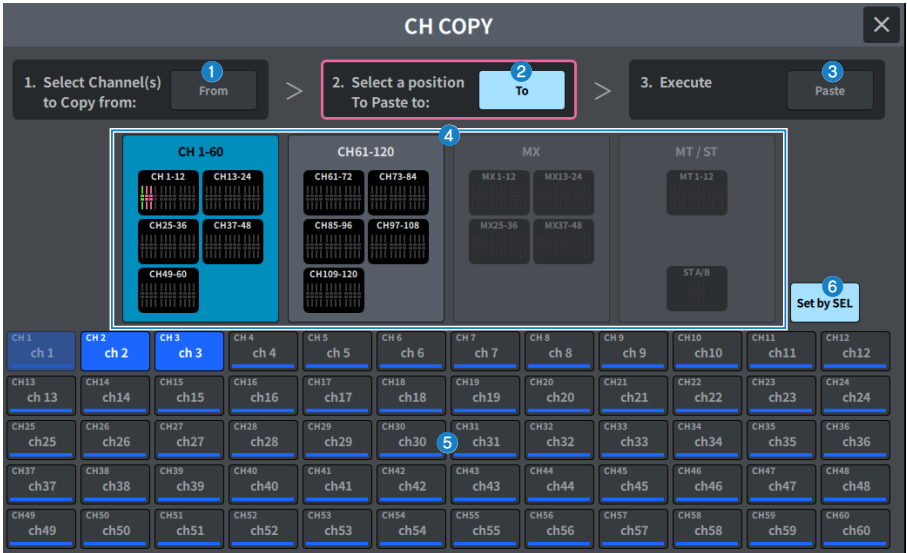 CH COPY
1. Select Channel(s)
to Copy from:
1
From
>
2. Select a position
To Paste to:
2
To
>
3. Execute
3
Paste
4
CH 1-60
CH61-120
MX
MT / ST
CH 1-12 CH13-24 CH61-72 CH73-84 MX 1-12 MX13-24 MT 1-12
CH25-36 CH37-48 CH85-96 CH97-108 MX25-36 MX37-48
CH49-60 CH109-120 ST A/B
6
Set by SEL
CH 1 CH 2 CH 3 CH 4 CH 5 CH 6 CH 7 CH 8 CH 9 CH10 CH11 CH12
ch 1 ch 2 ch 3 ch 4 ch 5 ch 6 ch 7 ch 8 ch 9 ch10 ch11 ch12
CH13 CH14 CH15 CH16 CH17 CH18 CH19 CH20 CH21 CH22 CH23 CH24
ch 13 ch14 ch15 ch16 ch17 ch18 ch19 ch20 ch21 ch22 ch23 ch24
CH25 CH26 CH27 CH28 CH29 CH30 CH31 CH32 CH33 CH34 CH35 CH36
ch25 ch26 ch27 ch28 ch29 ch30 5 ch31 ch32 ch33 ch34 ch35 ch36
CH37 CH38 CH39 CH40 CH41 CH42 CH43 CH44 CH45 CH46 CH47 CH48
ch37 ch38 ch39 ch40 ch41 ch42 ch43 ch44 ch45 ch46 ch47 ch48
CH49 CH50 CH51 CH52 CH53 CH54 CH55 CH56 CH57 CH58 CH59 CH60
ch49 ch50 ch51 ch52 ch53 ch54 ch55 ch56 ch57 ch58 ch59 ch60